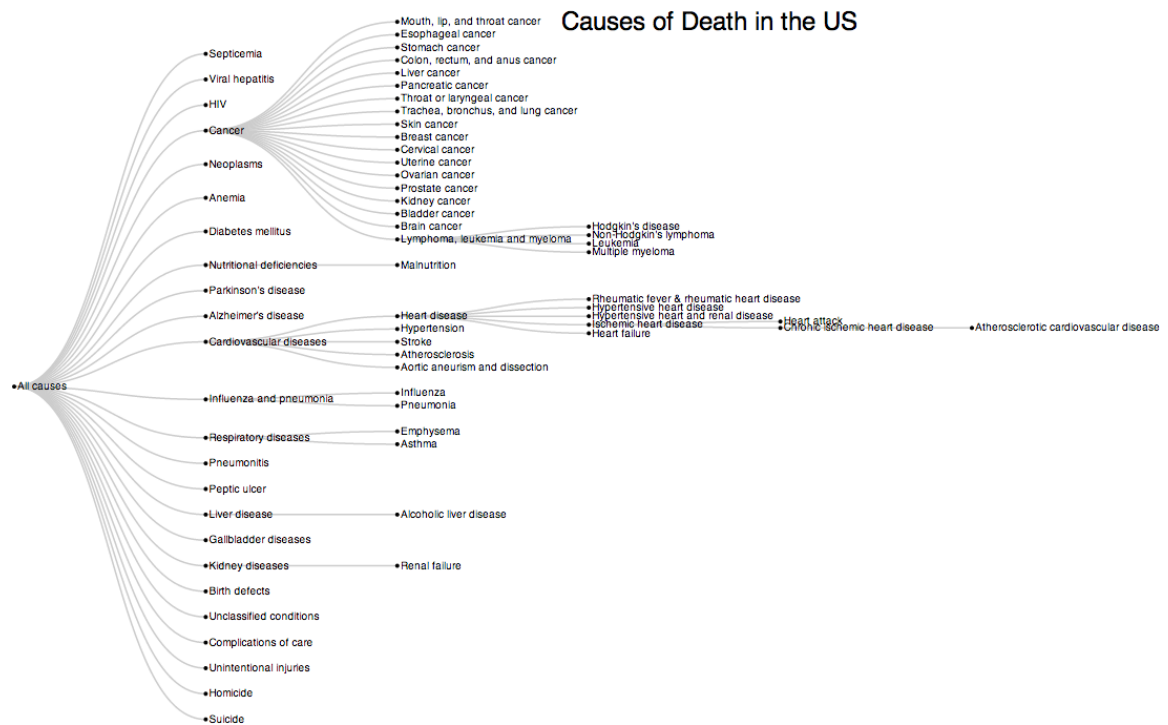 Causes of Death in the US
All causes
Septicemia
Viral hepatitis
HIV
Cancer
Mouth, lip, and throat cancer
Esophageal cancer
Stomach cancer
Colon, rectum, and anus cancer
Liver cancer
Pancreatic cancer
Throat or laryngeal cancer
Trachea, bronchus, and lung cancer
Skin cancer
Breast cancer
Cervical cancer
Uterine cancer
Ovarian cancer
Prostate cancer
Kidney cancer
Bladder cancer
Brain cancer
Lymphoma, leukemia and myeloma
Hodgkin's disease
Non-Hodgkin's lymphoma
Leukemia
Multiple myeloma
Neoplasms
Anemia
Diabetes mellitus
Nutritional deficiencies
Malnutrition
Parkinson's disease
Alzheimer's disease
Cardiovascular diseases
Heart disease
Rheumatic fever & rheumatic heart disease
Hypertensive heart disease
Hypertensive heart and renal disease
Ischemic heart disease
Heart attack
Chronic ischemic heart disease
Atherosclerotic cardiovascular disease
Heart failure
Hypertension
Stroke
Atherosclerosis
Aortic aneurism and dissection
Influenza and pneumonia
Influenza
Pneumonia
Respiratory diseases
Emphysema
Asthma
Pneumonitis
Peptic ulcer
Liver disease
Alcoholic liver disease
Gallbladder diseases
Kidney diseases
Renal failure
Birth defects
Unclassified conditions
Complications of care
Unintentional injuries
Homicide
Suicide